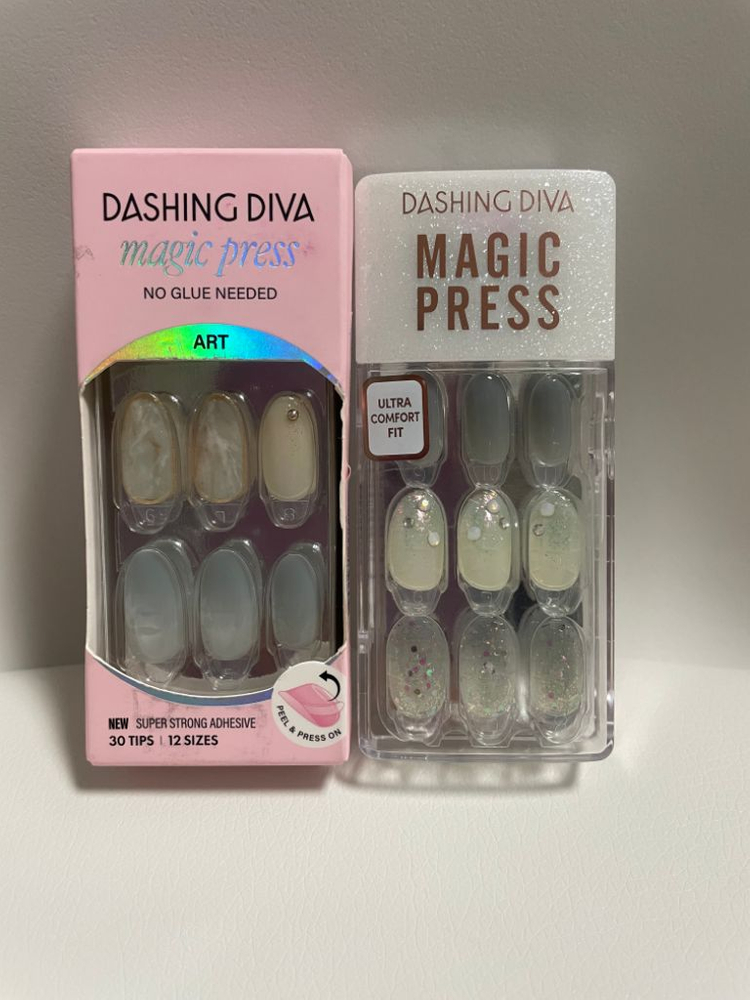 DASHING DIVA
magic press
NO GLUE NEEDED
ART
NEW SUPER STRONG ADHESIVE
30 TIPS | 12 SIZES
PEEL & PRESS ON
DASHING DIVA
MAGIC
PRESS
ULTRA
COMFORT
FIT